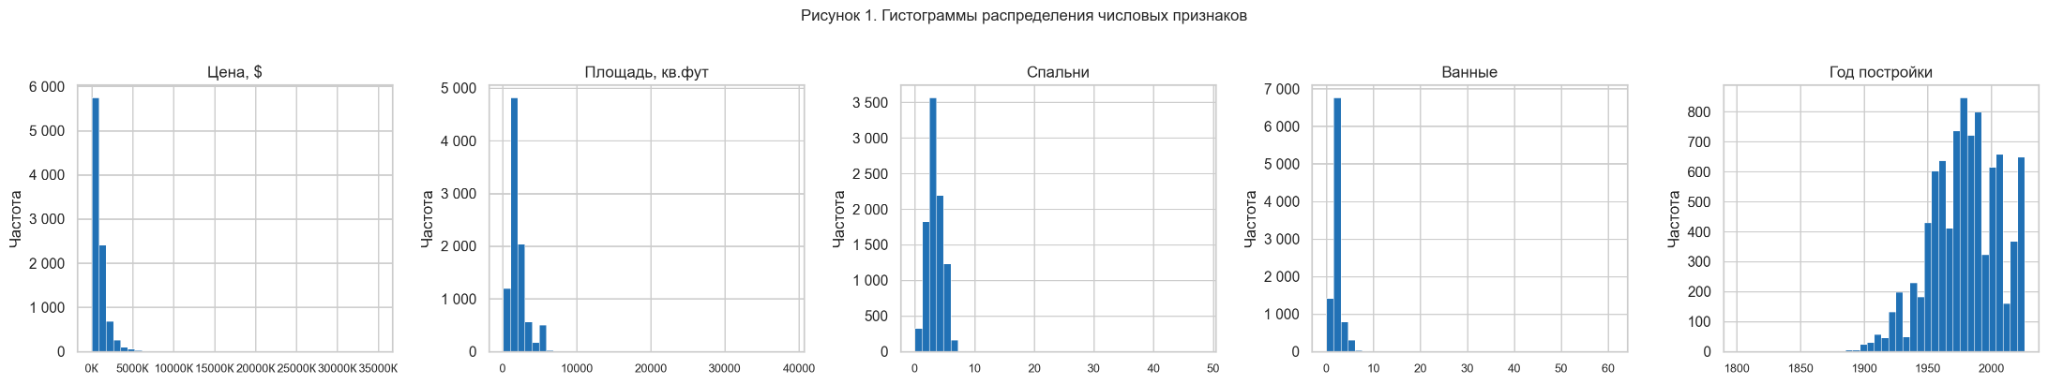 Рисунок 1. Гистограммы распределения числовых признаков
Цена, $
Частота
6 000
5 000
4 000
3 000
2 000
1 000
0
0K 5000K 10000K 15000K 20000K 25000K 30000K 35000K
Площадь, кв.фут
Частота
5 000
4 000
3 000
2 000
1 000
0
0 10000 20000 30000 40000
Спальни
Частота
3 500
3 000
2 500
2 000
1 500
1 000
500
0
0 10 20 30 40 50
Ванные
Частота
7 000
6 000
5 000
4 000
3 000
2 000
1 000
0
0 10 20 30 40 50 60
Год постройки
Частота
800
700
600
500
400
300
200
100
0
1800 1850 1900 1950 2000